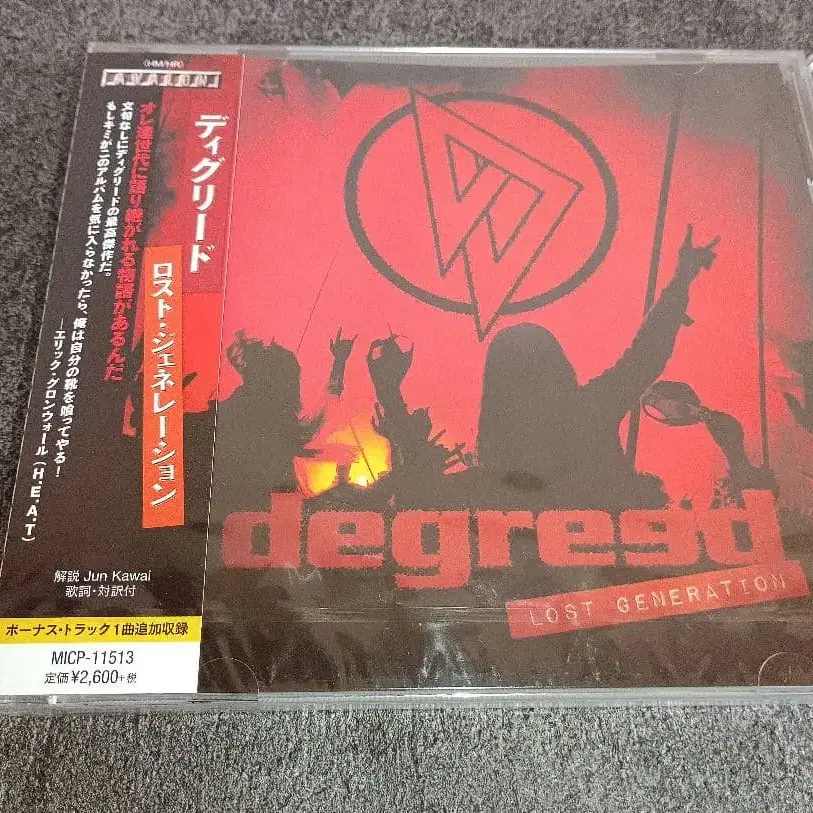 〈HM/HR〉
AVALON
ディグリード
ロスト・ジェネレーション
オレ達世代に語り継がれる物語があるんだ
文句なしにディグリードの最高傑作だ。
もしキミがこのアルバムを気に入らなかったら、俺は自分の靴を喰ってやる！
—エリック・グロンウォール（H.E.A.T）
解説 Jun Kawai
歌詞・対訳付
ボーナス・トラック1曲追加収録
MICP-11513
定価¥2,600+税
degreed
LOST GENERATION